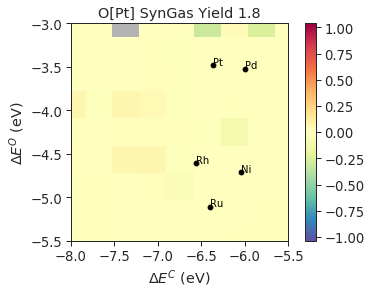 O[Pt] SynGas Yield 1.8
−3.0
−3.5
−4.0
−4.5
−5.0
−5.5
ΔE^O (eV)
Pt
Pd
Rh
Ni
Ru
−8.0 −7.5 −7.0 −6.5 −6.0 −5.5
ΔE^C (eV)
1.00
0.75
0.50
0.25
0.00
−0.25
−0.50
−0.75
−1.00